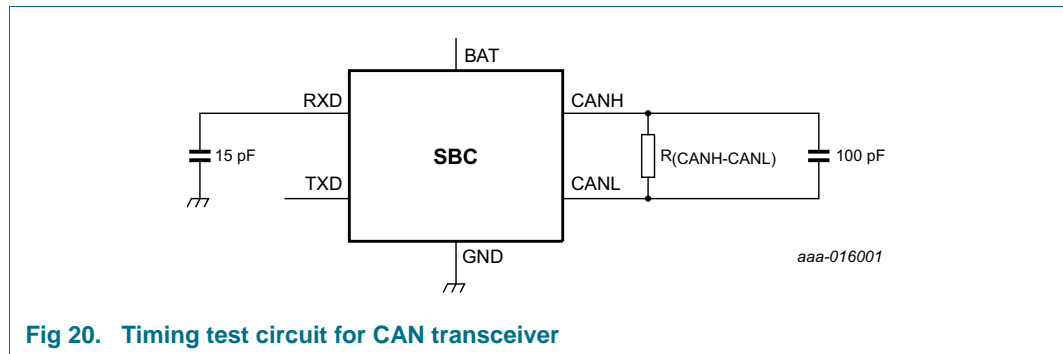 BAT
RXD
CANH
15 pF
SBC
R(CANH-CANL)
100 pF
TXD
CANL
GND
aaa-016001
Fig 20. Timing test circuit for CAN transceiver